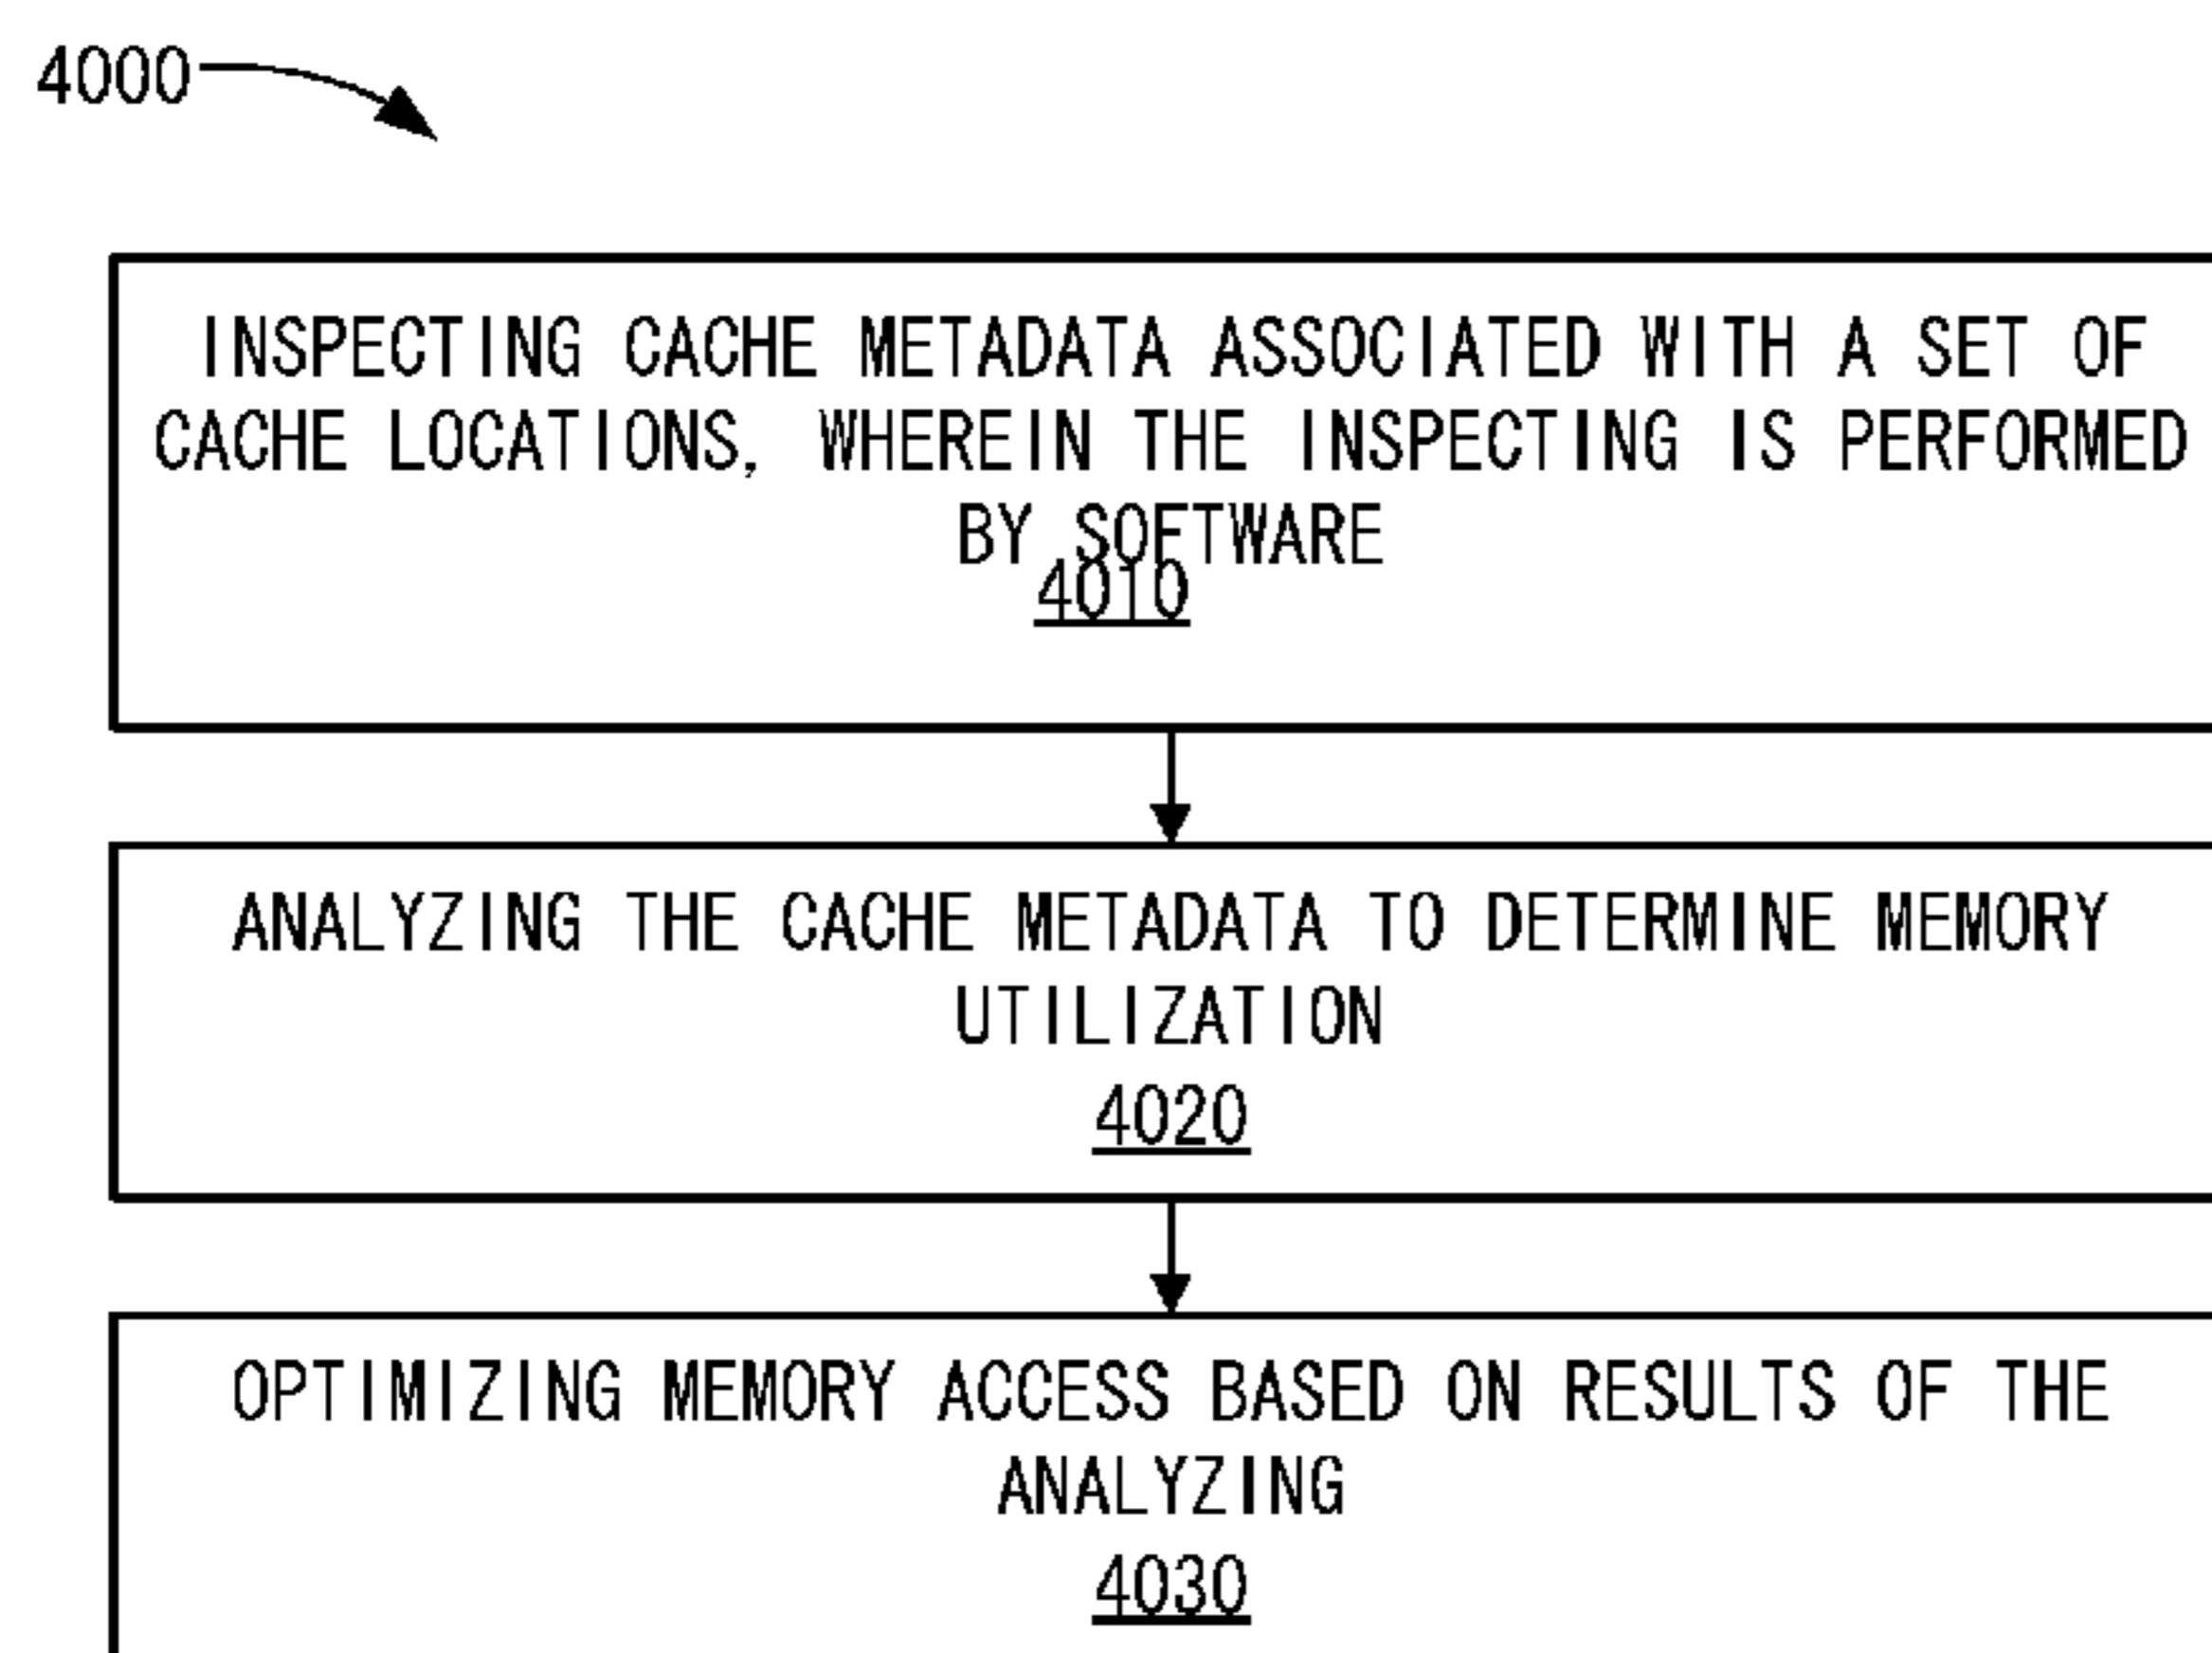 4000
INSPECTING CACHE METADATA ASSOCIATED WITH A SET OF
CACHE LOCATIONS, WHEREIN THE INSPECTING IS PERFORMED
BY SOFTWARE
4010
ANALYZING THE CACHE METADATA TO DETERMINE MEMORY
UTILIZATION
4020
OPTIMIZING MEMORY ACCESS BASED ON RESULTS OF THE
ANALYZING
4030